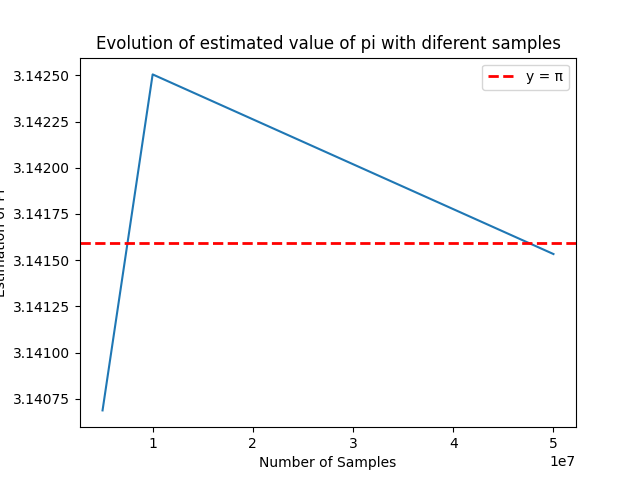 Evolution of estimated value of pi with diferent samples
y = π
3.14250
3.14225
3.14200
3.14175
3.14150
3.14125
3.14100
3.14075
1 2 3 4 5
1e7
Number of Samples